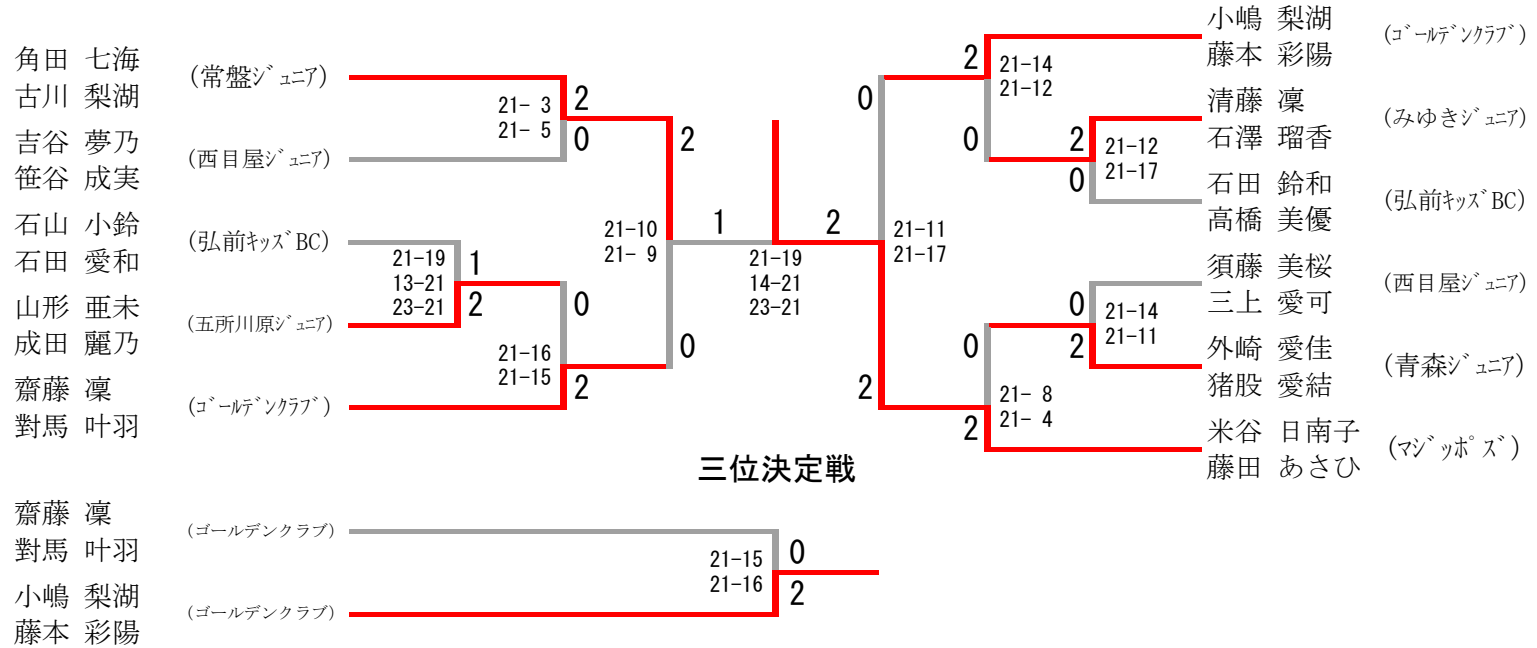 角田 七海
古川 梨湖
(常盤ジュニア)
吉谷 夢乃
笹谷 成実
(西目屋ジュニア)
石山 小鈴
石田 愛和
(弘前キッズBC)
山形 亜未
成田 麗乃
(五所川原ジュニア)
齋藤 凜
對馬 叶羽
(ゴールデンクラブ)
21- 3
21- 5
2
0
21-19
13-21
23-21
1
2
21-16
21-15
0
2
21-10
21- 9
2
0
1
2
21-19
14-21
23-21
小嶋 梨湖
藤本 彩陽
(ゴールデンクラブ)
清藤 凜
石澤 瑠香
(みゆきジュニア)
石田 鈴和
高橋 美優
(弘前キッズBC)
須藤 美桜
三上 愛可
(西目屋ジュニア)
外崎 愛佳
猪股 愛結
(青森ジュニア)
米谷 日南子
藤田 あさひ
(マジッポズ)
2
0
21-14
21-12
2
0
21-12
21-17
0
2
21-11
21-17
0
2
21-14
21-11
0
2
21- 8
21- 4
三位決定戦
齋藤 凜
對馬 叶羽
(ゴールデンクラブ)
小嶋 梨湖
藤本 彩陽
(ゴールデンクラブ)
21-15
21-16
0
2